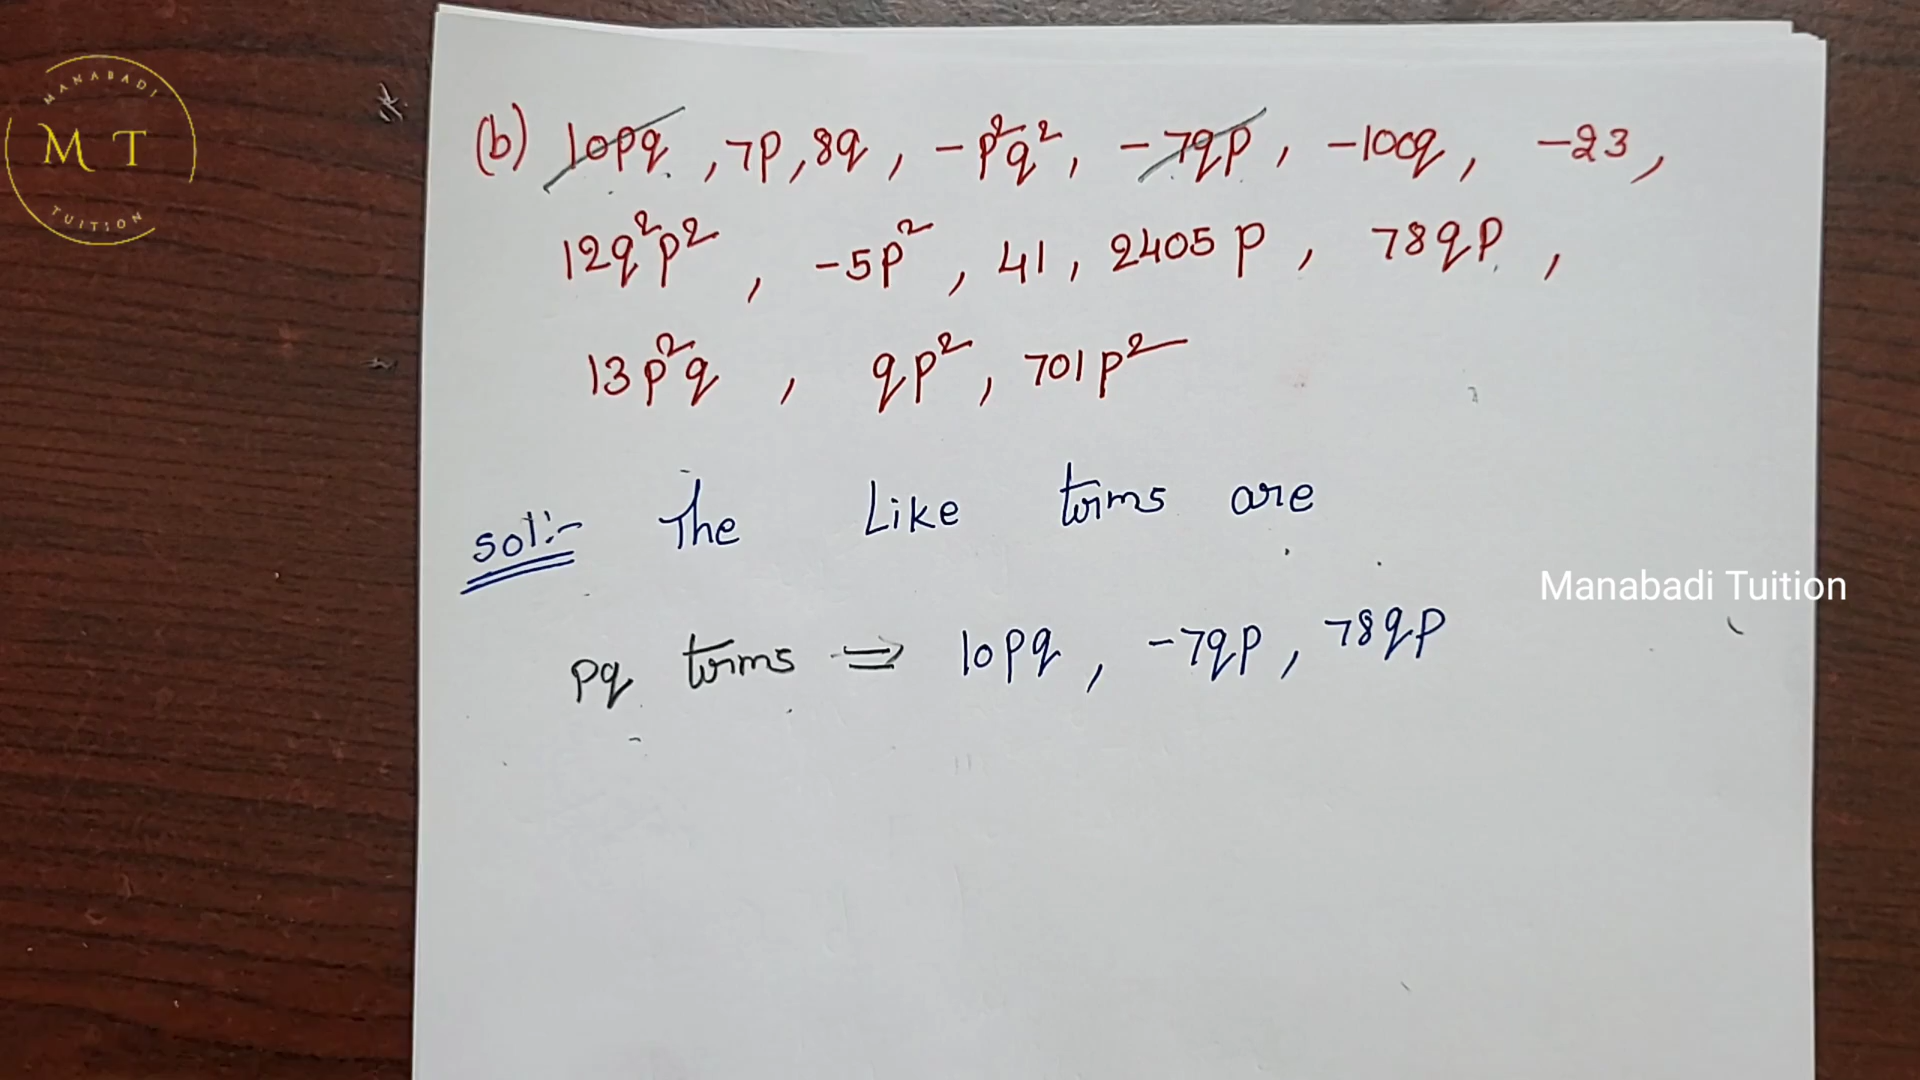 MANABADI
MT
TUITION
(b) 10pq, 7p, 8q, -p²q², -7qp, -100q, -23,
12q²p², -5p², 41, 2405p, 78qp,
13p²q, qp², 701p²
Sol:- The Like terms are
Manabadi Tuition
pq terms ⇒ 10pq, -7qp, 78qp